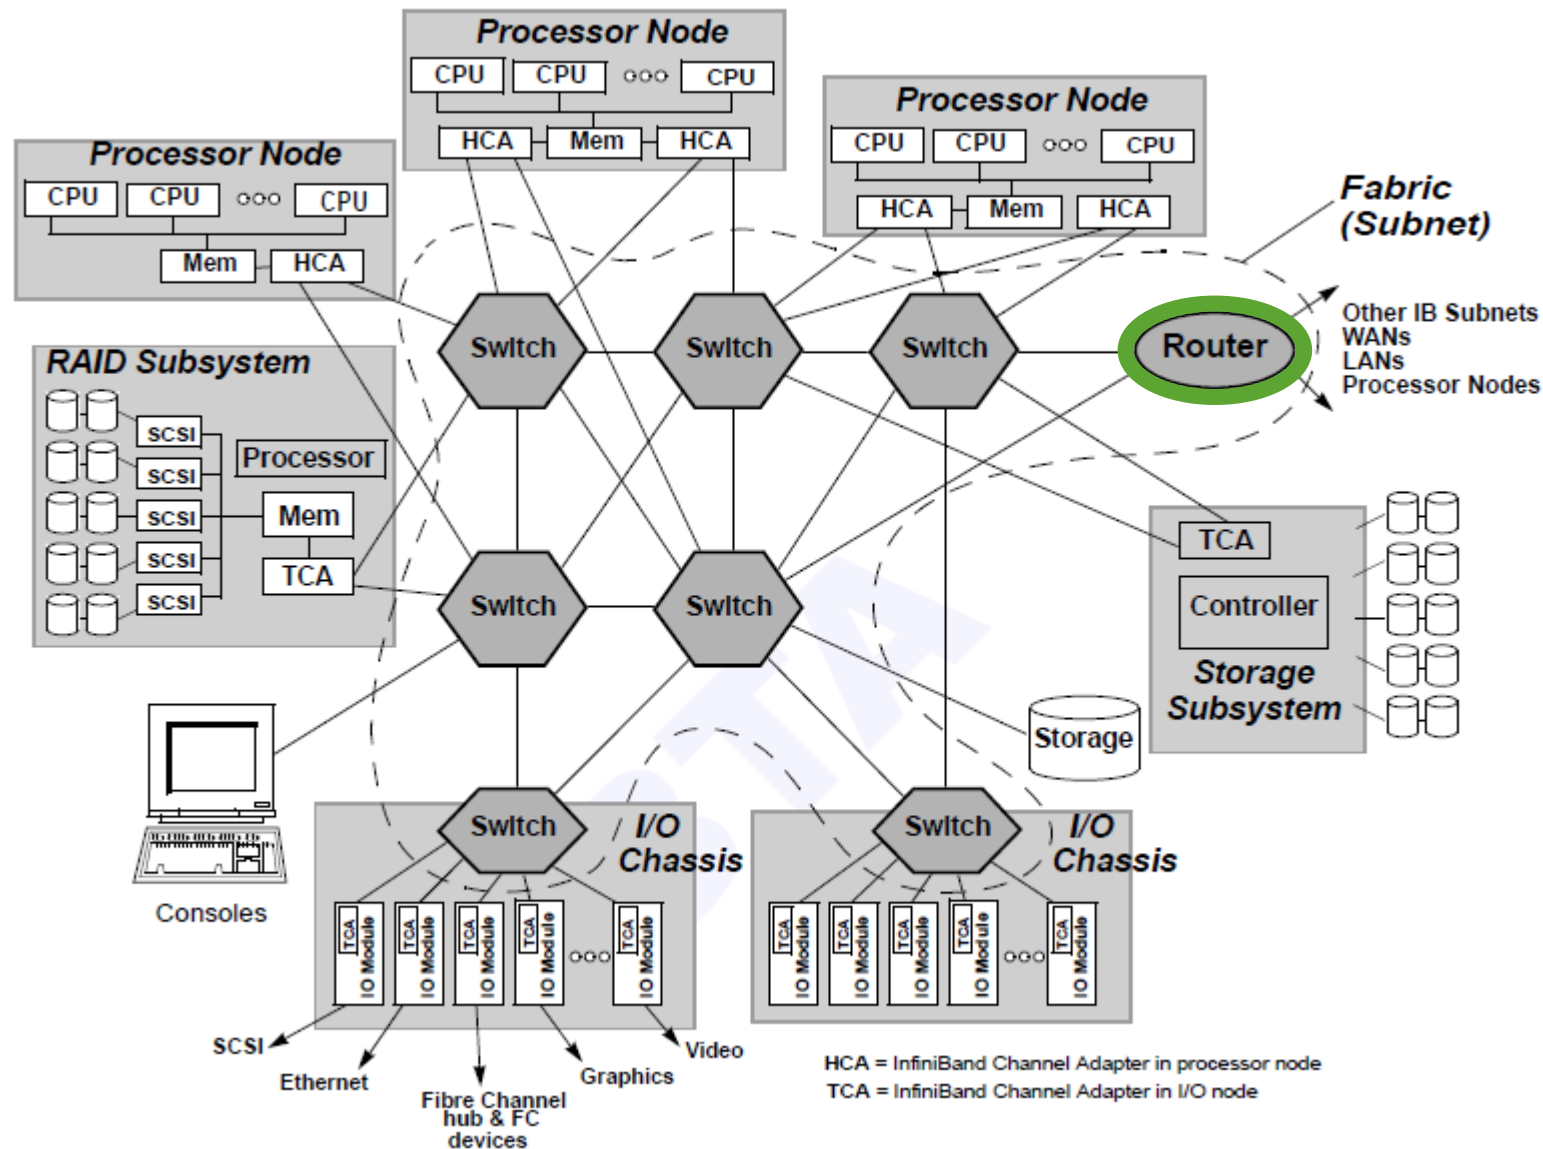 Processor Node
CPU CPU CPU
HCA Mem HCA
Processor Node
CPU CPU CPU
HCA Mem HCA
Processor Node
CPU CPU CPU
Mem HCA
Fabric
(Subnet)
Switch Switch Switch Router
Other IB Subnets
WANs
LANs
Processor Nodes
RAID Subsystem
SCSI
SCSI
SCSI
SCSI
SCSI
Processor
Mem
TCA
Switch Switch
TCA
Controller
Storage
Subsystem
Storage
Consoles
Switch
I/O
Chassis
TCA IO Module
TCA IO Module
TCA IO Module
TCA IO Module
TCA IO Module
Switch
I/O
Chassis
TCA IO Module
TCA IO Module
TCA IO Module
TCA IO Module
TCA IO Module
SCSI
Ethernet
Fibre Channel
hub & FC
devices
Graphics
Video
HCA = InfiniBand Channel Adapter in processor node
TCA = InfiniBand Channel Adapter in I/O node